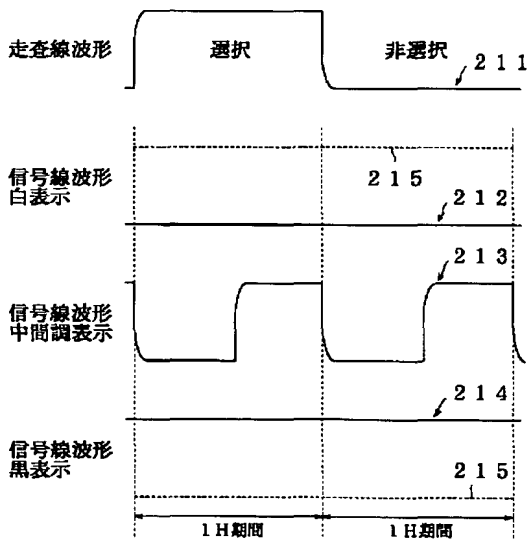 走査線波形
選択
非選択
211
信号線波形
白表示
215
212
213
信号線波形
中間調表示
214
信号線波形
黒表示
215
1H期間
1H期間